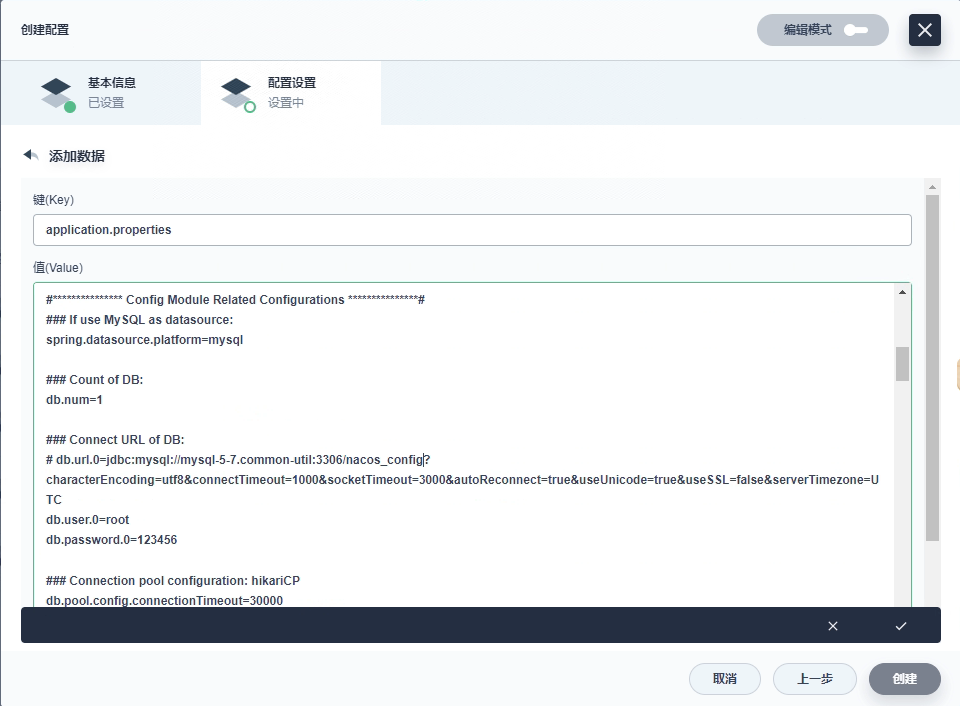 创建配置
编辑模式
基本信息
已设置
配置设置
设置中
添加数据
键(Key)
application.properties
值(Value)
#*************** Config Module Related Configurations ***************#
### If use MySQL as datasource:
spring.datasource.platform=mysql
### Count of DB:
db.num=1
### Connect URL of DB:
# db.url.0=jdbc:mysql://mysql-5-7.common-util:3306/nacos_config?
characterEncoding=utf8&connectTimeout=1000&socketTimeout=3000&autoReconnect=true&useUnicode=true&useSSL=false&serverTimezone=U
TC
db.user.0=root
db.password.0=123456
### Connection pool configuration: hikariCP
db.pool.config.connectionTimeout=30000
取消
上一步
创建